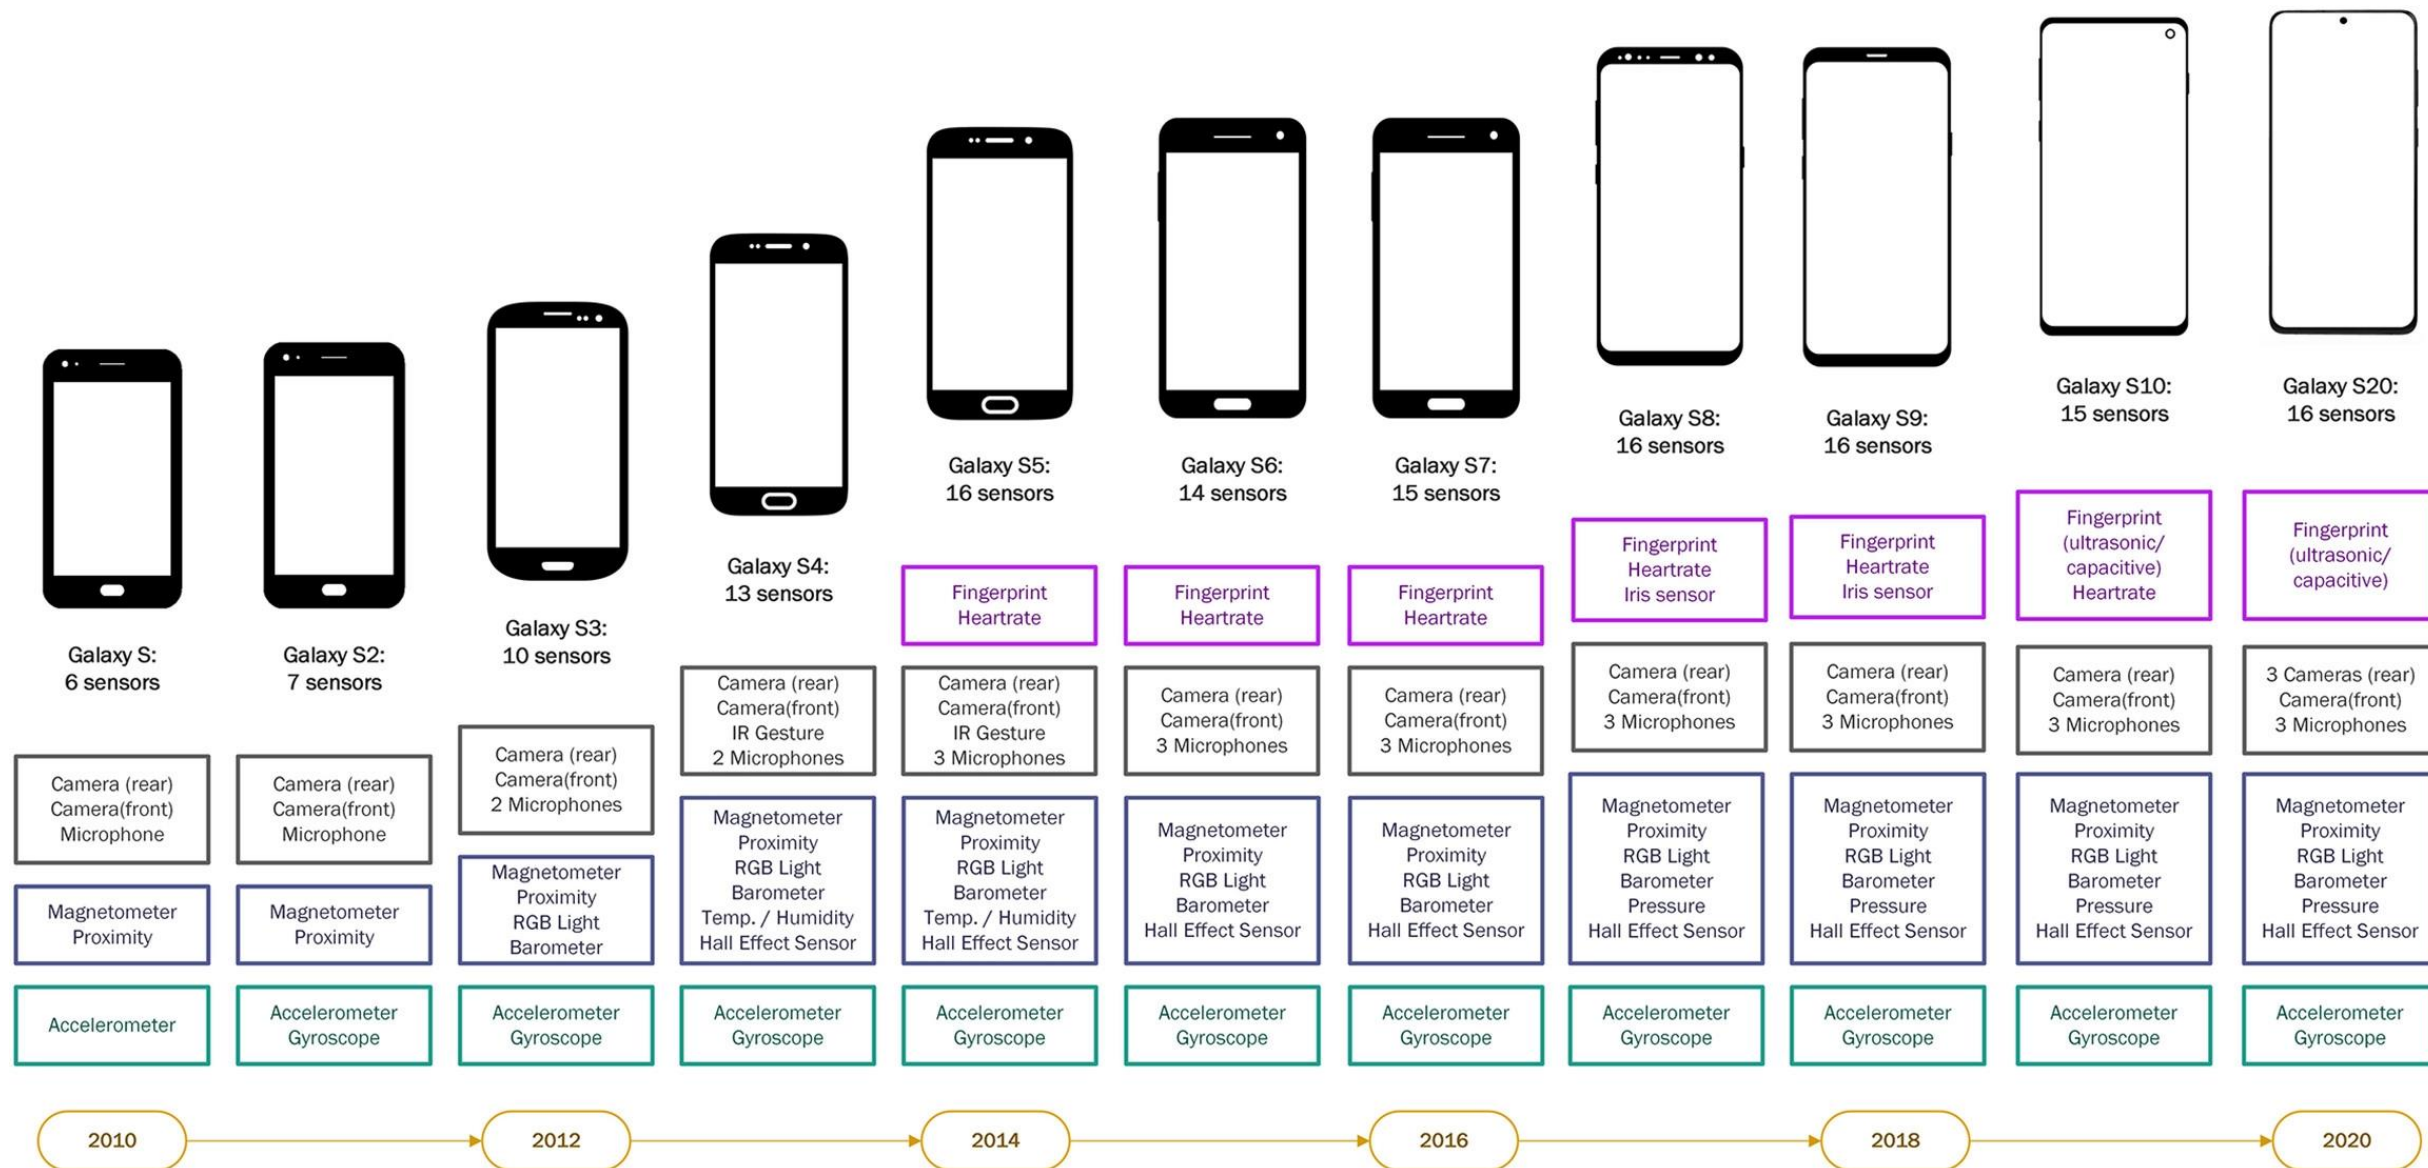 Galaxy S:
6 sensors
Camera (rear)
Camera(front)
Microphone
Magnetometer
Proximity
Accelerometer
Galaxy S2:
7 sensors
Camera (rear)
Camera(front)
Microphone
Magnetometer
Proximity
Accelerometer
Gyroscope
Galaxy S3:
10 sensors
Camera (rear)
Camera(front)
2 Microphones
Magnetometer
Proximity
RGB Light
Barometer
Accelerometer
Gyroscope
Galaxy S4:
13 sensors
Camera (rear)
Camera(front)
IR Gesture
2 Microphones
Magnetometer
Proximity
RGB Light
Barometer
Temp. / Humidity
Hall Effect Sensor
Accelerometer
Gyroscope
Galaxy S5:
16 sensors
Fingerprint
Heartrate
Camera (rear)
Camera(front)
IR Gesture
3 Microphones
Magnetometer
Proximity
RGB Light
Barometer
Temp. / Humidity
Hall Effect Sensor
Accelerometer
Gyroscope
Galaxy S6:
14 sensors
Fingerprint
Heartrate
Camera (rear)
Camera(front)
3 Microphones
Magnetometer
Proximity
RGB Light
Barometer
Hall Effect Sensor
Accelerometer
Gyroscope
Galaxy S7:
15 sensors
Fingerprint
Heartrate
Camera (rear)
Camera(front)
3 Microphones
Magnetometer
Proximity
RGB Light
Barometer
Hall Effect Sensor
Accelerometer
Gyroscope
Galaxy S8:
16 sensors
Fingerprint
Heartrate
Iris sensor
Camera (rear)
Camera(front)
3 Microphones
Magnetometer
Proximity
RGB Light
Barometer
Pressure
Hall Effect Sensor
Accelerometer
Gyroscope
Galaxy S9:
16 sensors
Fingerprint
Heartrate
Iris sensor
Camera (rear)
Camera(front)
3 Microphones
Magnetometer
Proximity
RGB Light
Barometer
Pressure
Hall Effect Sensor
Accelerometer
Gyroscope
Galaxy S10:
15 sensors
Fingerprint
(ultrasonic/
capacitive)
Heartrate
Camera (rear)
Camera(front)
3 Microphones
Magnetometer
Proximity
RGB Light
Barometer
Pressure
Hall Effect Sensor
Accelerometer
Gyroscope
Galaxy S20:
16 sensors
Fingerprint
(ultrasonic/
capacitive)
3 Cameras (rear)
Camera(front)
3 Microphones
Magnetometer
Proximity
RGB Light
Barometer
Pressure
Hall Effect Sensor
Accelerometer
Gyroscope
2010
2012
2014
2016
2018
2020